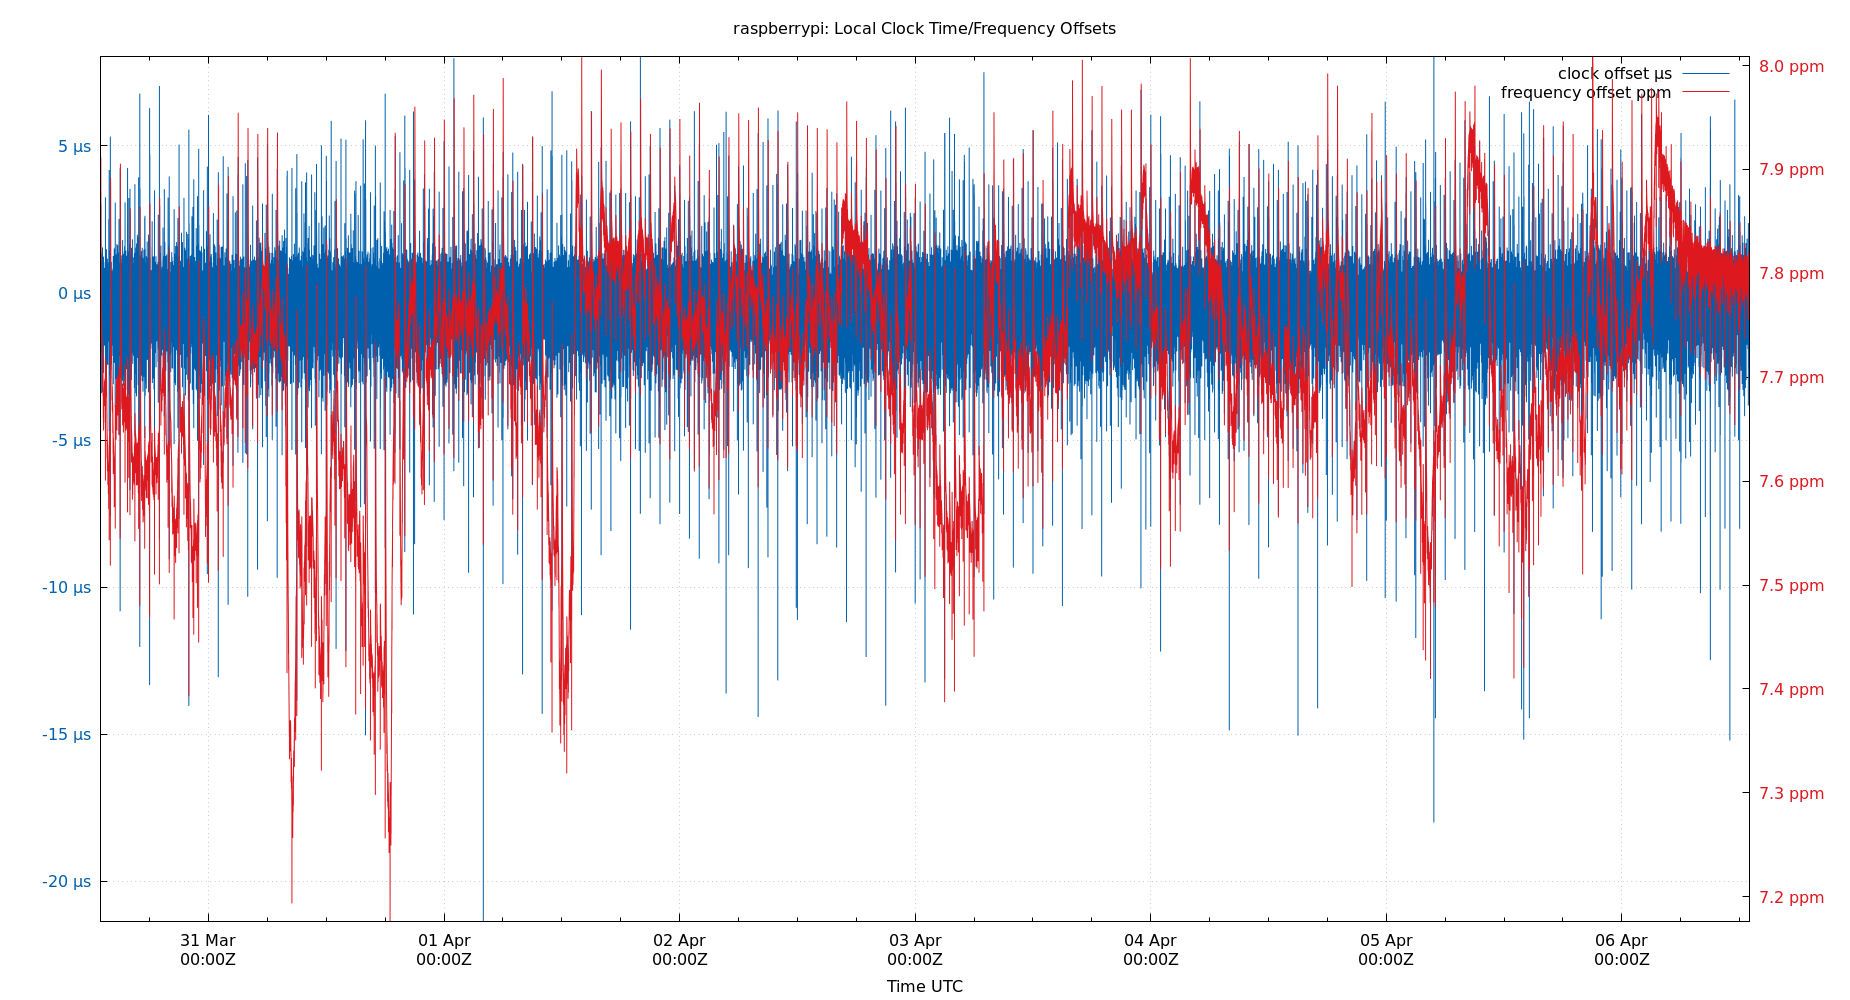 raspberrypi: Local Clock Time/Frequency Offsets
clock offset μs
frequency offset ppm
5 μs
0 μs
-5 μs
-10 μs
-15 μs
-20 μs
8.0 ppm
7.9 ppm
7.8 ppm
7.7 ppm
7.6 ppm
7.5 ppm
7.4 ppm
7.3 ppm
7.2 ppm
31 Mar
00:00Z
01 Apr
00:00Z
02 Apr
00:00Z
03 Apr
00:00Z
04 Apr
00:00Z
05 Apr
00:00Z
06 Apr
00:00Z
Time UTC